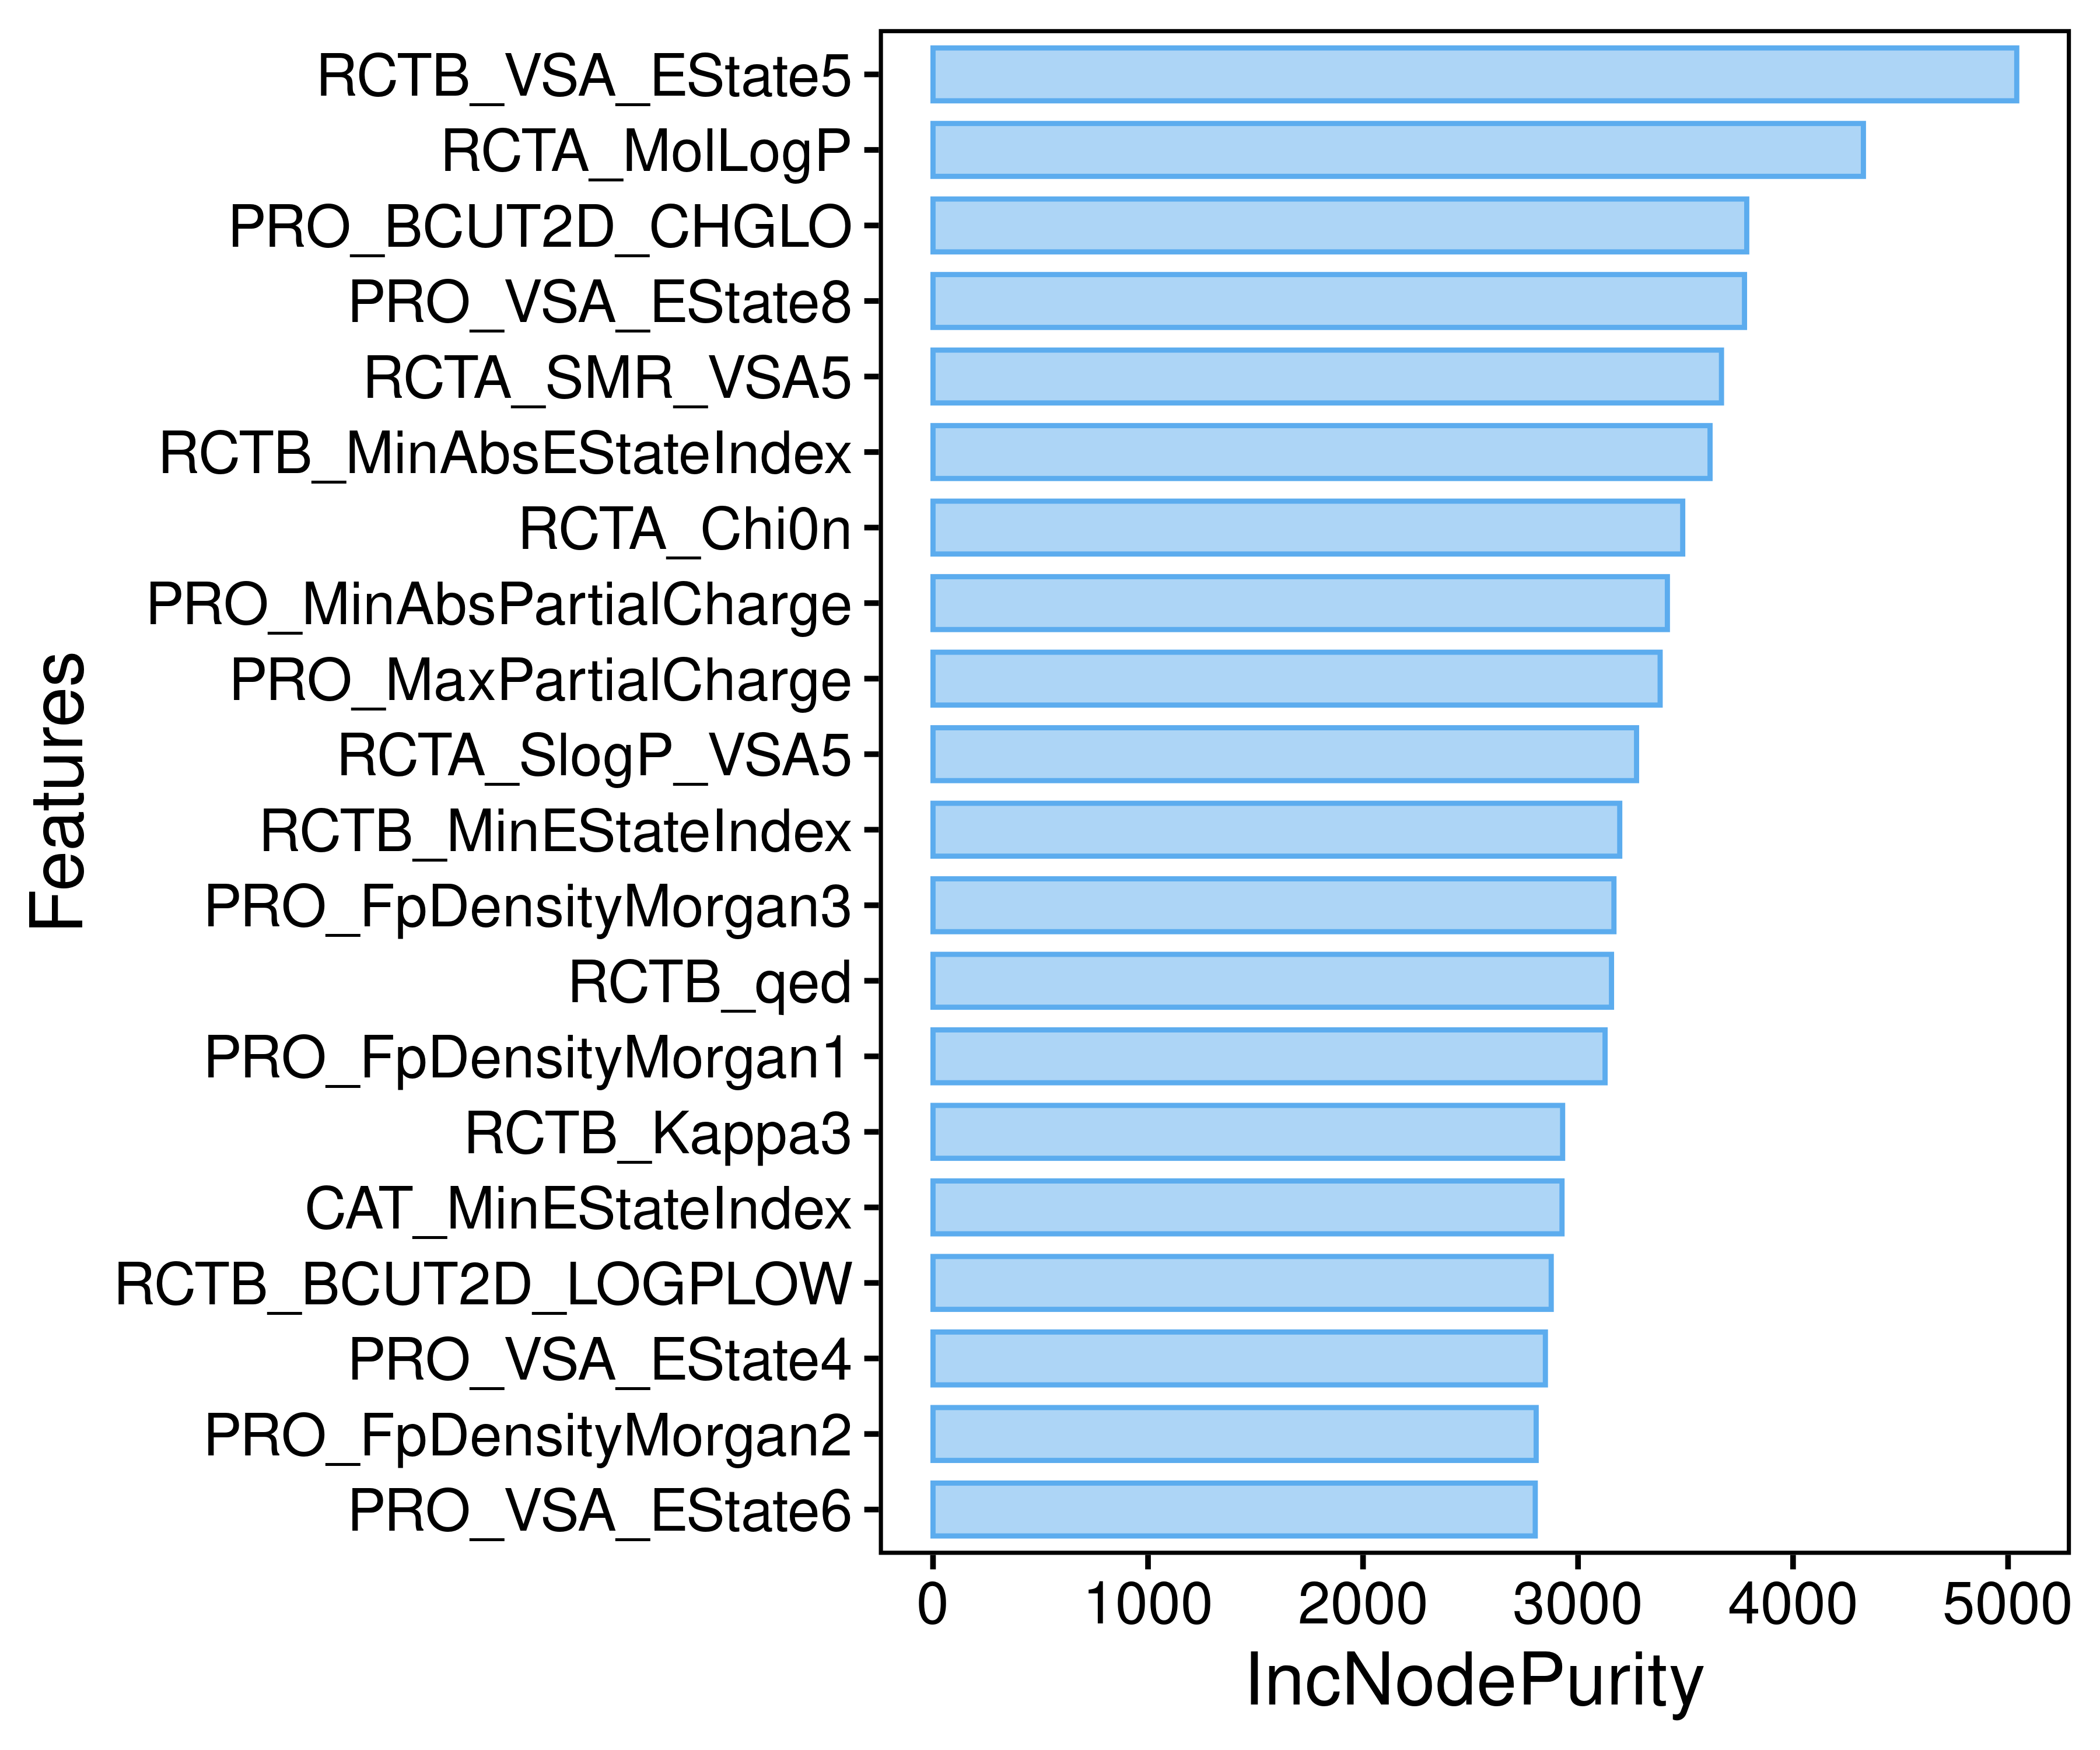 RCTB_VSA_EState5
RCTA_MolLogP
PRO_BCUT2D_CHGLO
PRO_VSA_EState8
RCTA_SMR_VSA5
RCTB_MinAbsEStateIndex
RCTA_Chi0n
PRO_MinAbsPartialCharge
PRO_MaxPartialCharge
RCTA_SlogP_VSA5
RCTB_MinEStateIndex
PRO_FpDensityMorgan3
RCTB_qed
PRO_FpDensityMorgan1
RCTB_Kappa3
CAT_MinEStateIndex
RCTB_BCUT2D_LOGPLOW
PRO_VSA_EState4
PRO_FpDensityMorgan2
PRO_VSA_EState6
Features
0 1000 2000 3000 4000 5000
IncNodePurity